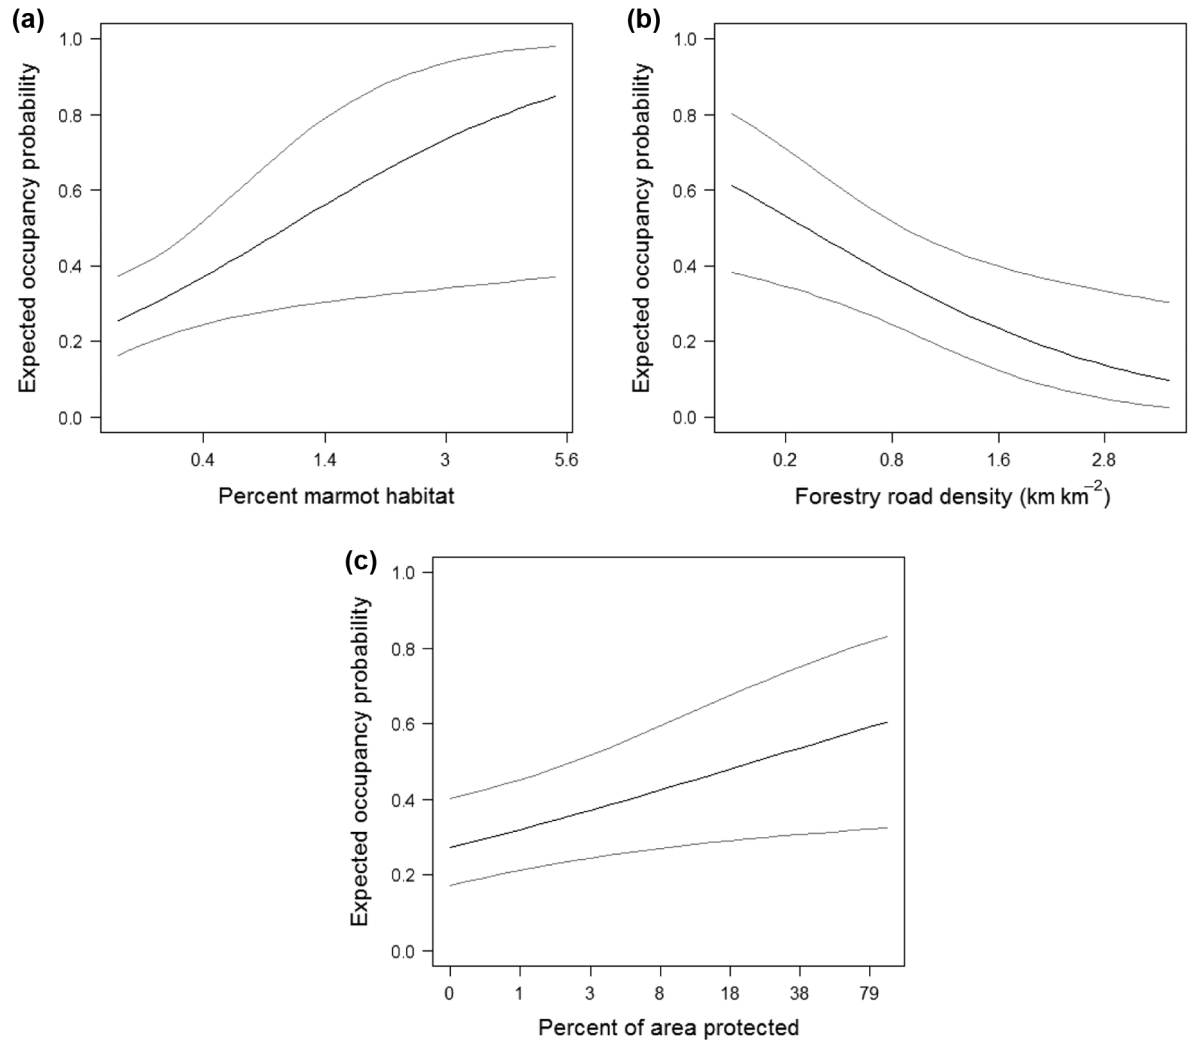 (a)
Expected occupancy probability
1.0
0.8
0.6
0.4
0.2
0.0
0.4 1.4 3 5.6
Percent marmot habitat
(b)
Expected occupancy probability
1.0
0.8
0.6
0.4
0.2
0.0
0.2 0.8 1.6 2.8
Forestry road density (km km⁻²)
(c)
Expected occupancy probability
1.0
0.8
0.6
0.4
0.2
0.0
0 1 3 8 18 38 79
Percent of area protected